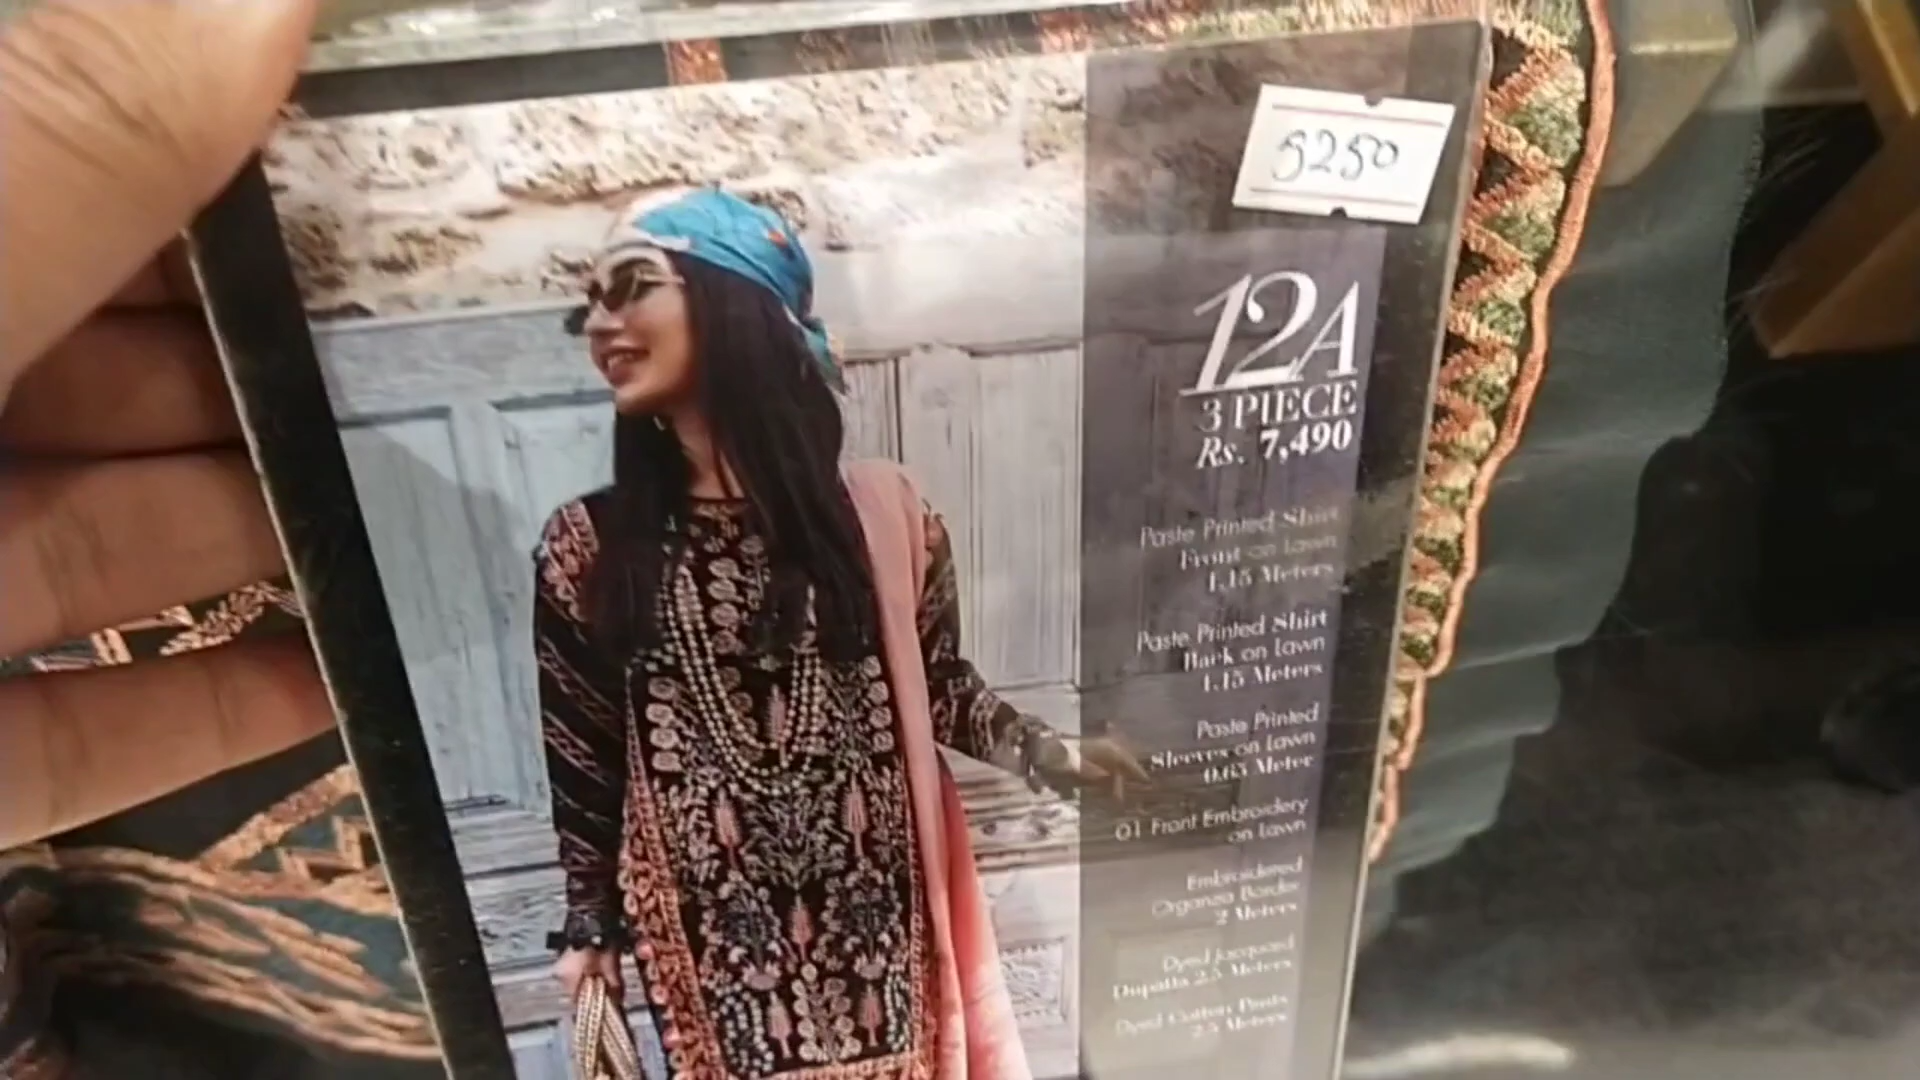 5250
12A
3 PIECE
Rs. 7,490
Paste Printed Shirt
Front on Lawn
1.15 Meters
Paste Printed Shirt
Back on Lawn
1.15 Meters
Paste Printed
Sleeves on Lawn
0.65 Meter
01 Front Embroidery
on Lawn
Embroidered
Organza Border
2 Meters
Dyed Jacquard
Dupatta 2.5 Meters
Dyed Cotton Pants
2.5 Meters